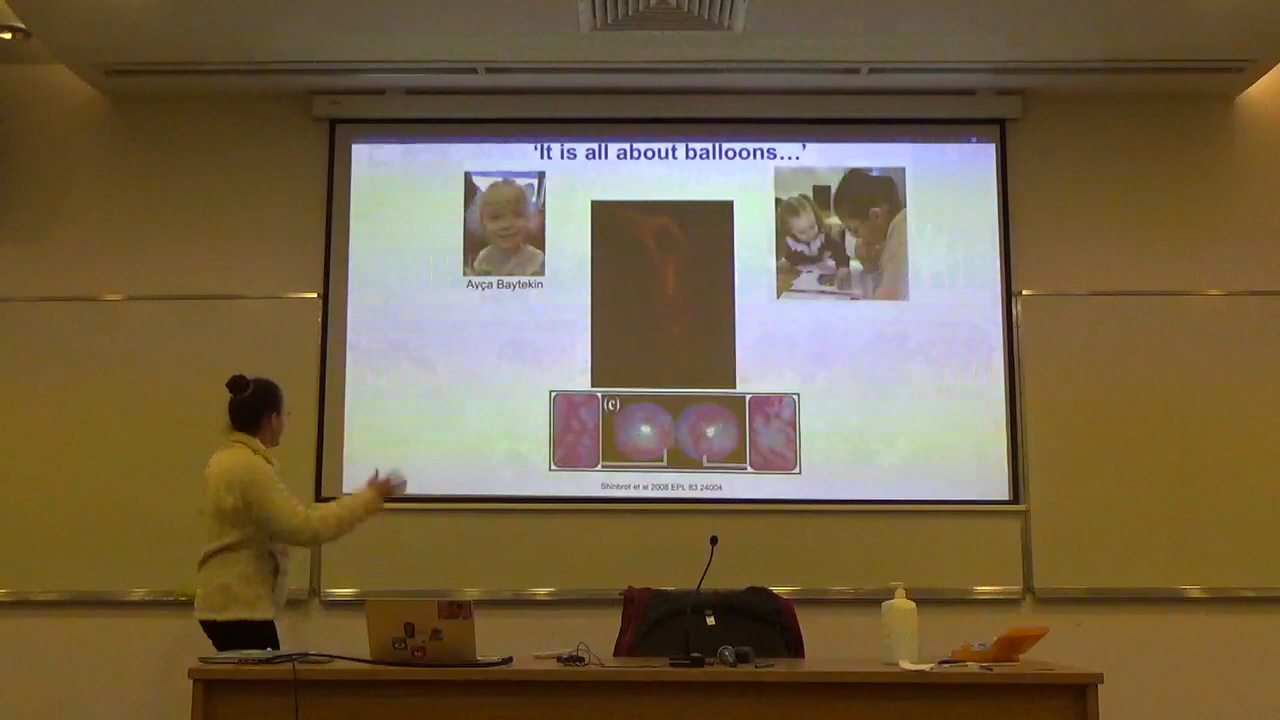 ‘It is all about balloons…’
Ayça Baytekin
(c)
Shinbrot et al 2008 EPL 83 24004